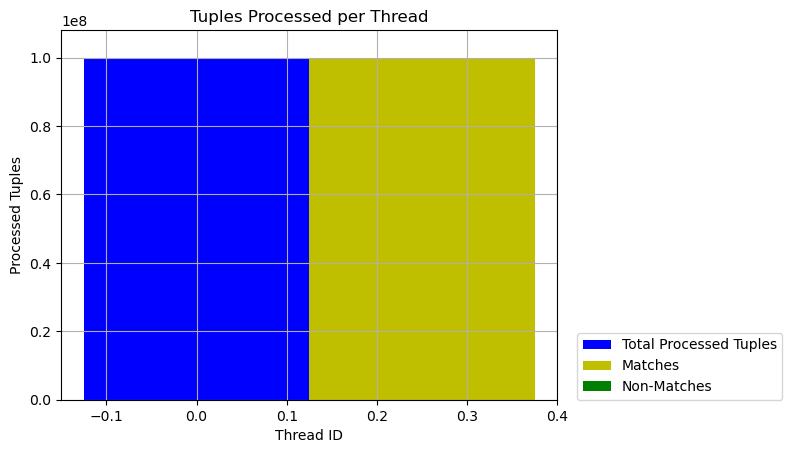 Tuples Processed per Thread
1e8
1.0
0.8
0.6
0.4
0.2
0.0
Processed Tuples
−0.1 0.0 0.1 0.2 0.3 0.4
Thread ID
Total Processed Tuples
Matches
Non-Matches